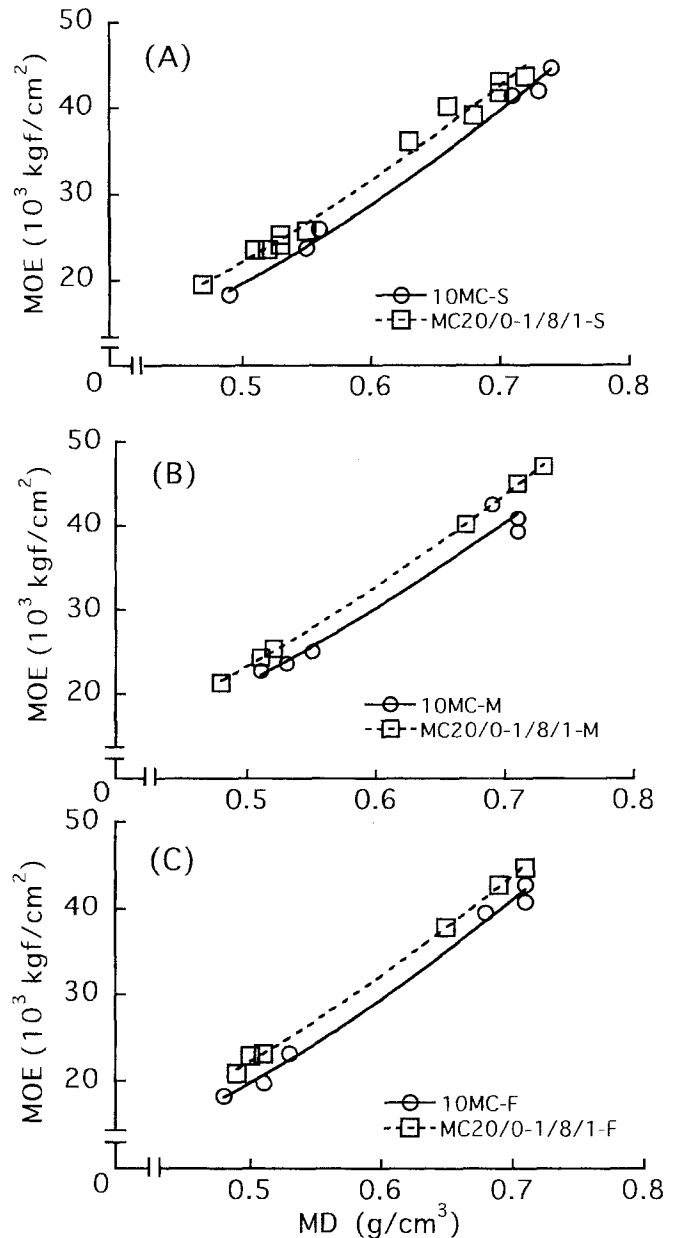 50
(A)
40
30
20
MOE (10³ kgf/cm²)
10MC-S
MC20/0-1/8/1-S
0
0.5
0.6
0.7
0.8
50
(B)
40
30
20
MOE (10³ kgf/cm²)
10MC-M
MC20/0-1/8/1-M
0
0.5
0.6
0.7
0.8
50
(C)
40
30
20
MOE (10³ kgf/cm²)
10MC-F
MC20/0-1/8/1-F
0
0.5
0.6
0.7
0.8
MD (g/cm³)